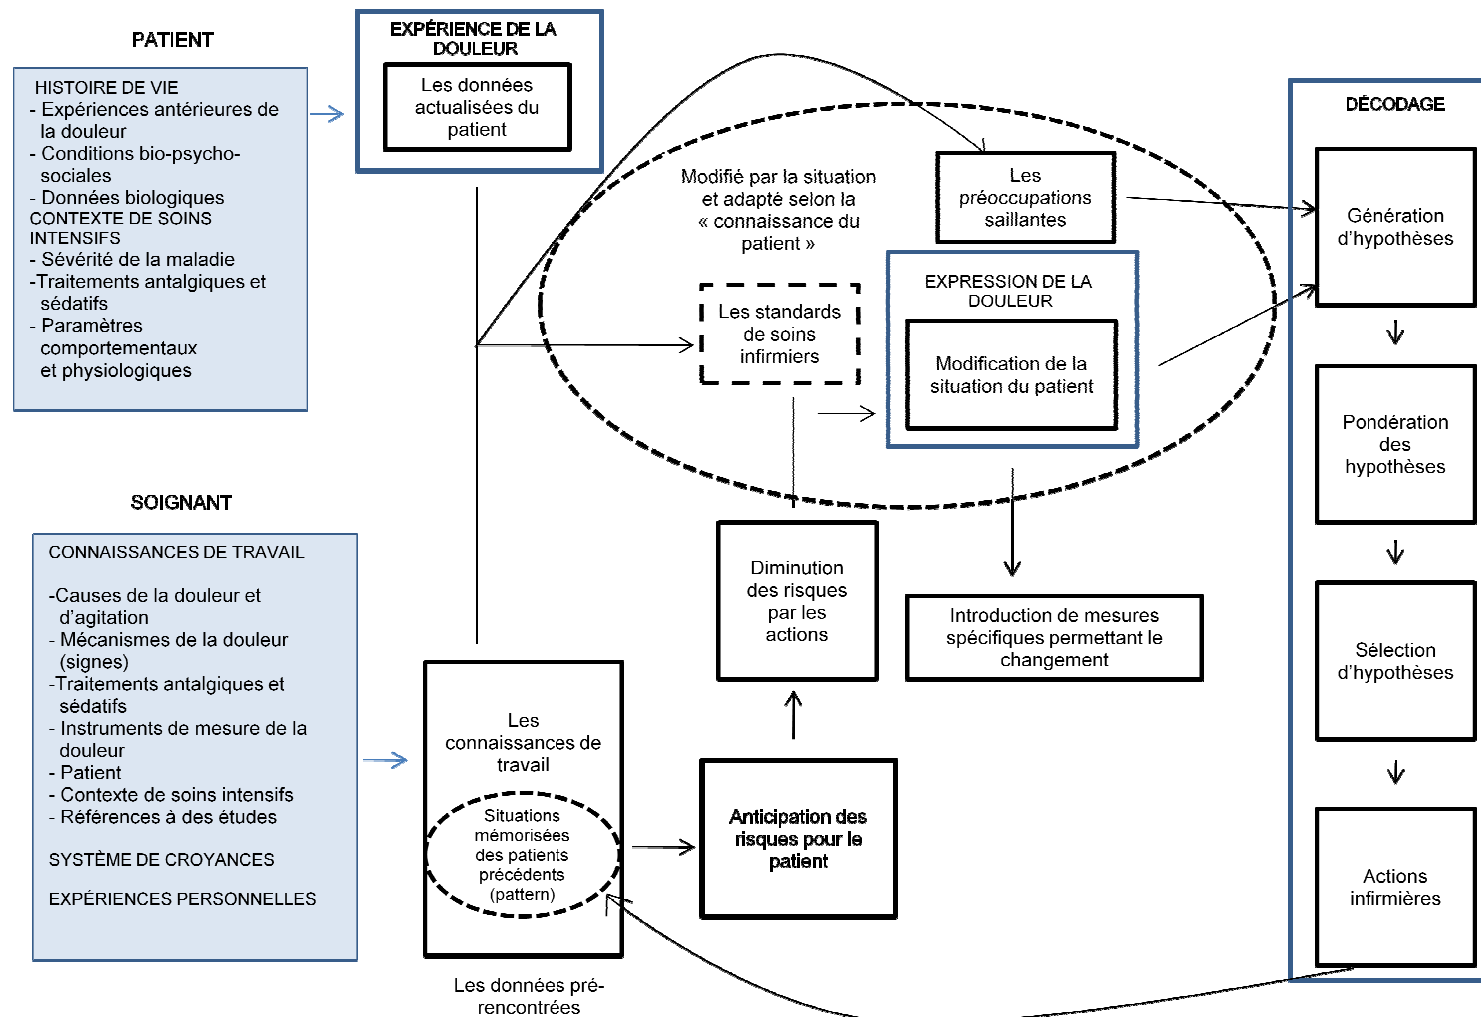 PATIENT
HISTOIRE DE VIE
- Expériences antérieures de
la douleur
- Conditions bio-psycho-
sociales
- Données biologiques
CONTEXTE DE SOINS
INTENSIFS
- Sévérité de la maladie
-Traitements antalgiques et
sédatifs
- Paramètres
comportementaux
et physiologiques
EXPÉRIENCE DE LA
DOULEUR
Les données
actualisées du
patient
Modifié par la situation
et adapté selon la
« connaissance du
patient »
Les
préoccupations
saillantes
Les standards
de soins
infirmiers
EXPRESSION DE LA
DOULEUR
Modification de la
situation du patient
DÉCODAGE
Génération
d'hypothèses
Pondération
des
hypothèses
Sélection
d'hypothèses
Actions
infirmières
SOIGNANT
CONNAISSANCES DE TRAVAIL
-Causes de la douleur et
d'agitation
- Mécanismes de la douleur
(signes)
-Traitements antalgiques et
sédatifs
- Instruments de mesure de la
douleur
- Patient
- Contexte de soins intensifs
- Références à des études
SYSTÈME DE CROYANCES
EXPÉRIENCES PERSONNELLES
Les
connaissances de
travail
Situations
mémorisées
des patients
précédents
(pattern)
Les données pré-
rencontrées
Anticipation des
risques pour le
patient
Diminution
des risques
par les
actions
Introduction de mesures
spécifiques permettant le
changement